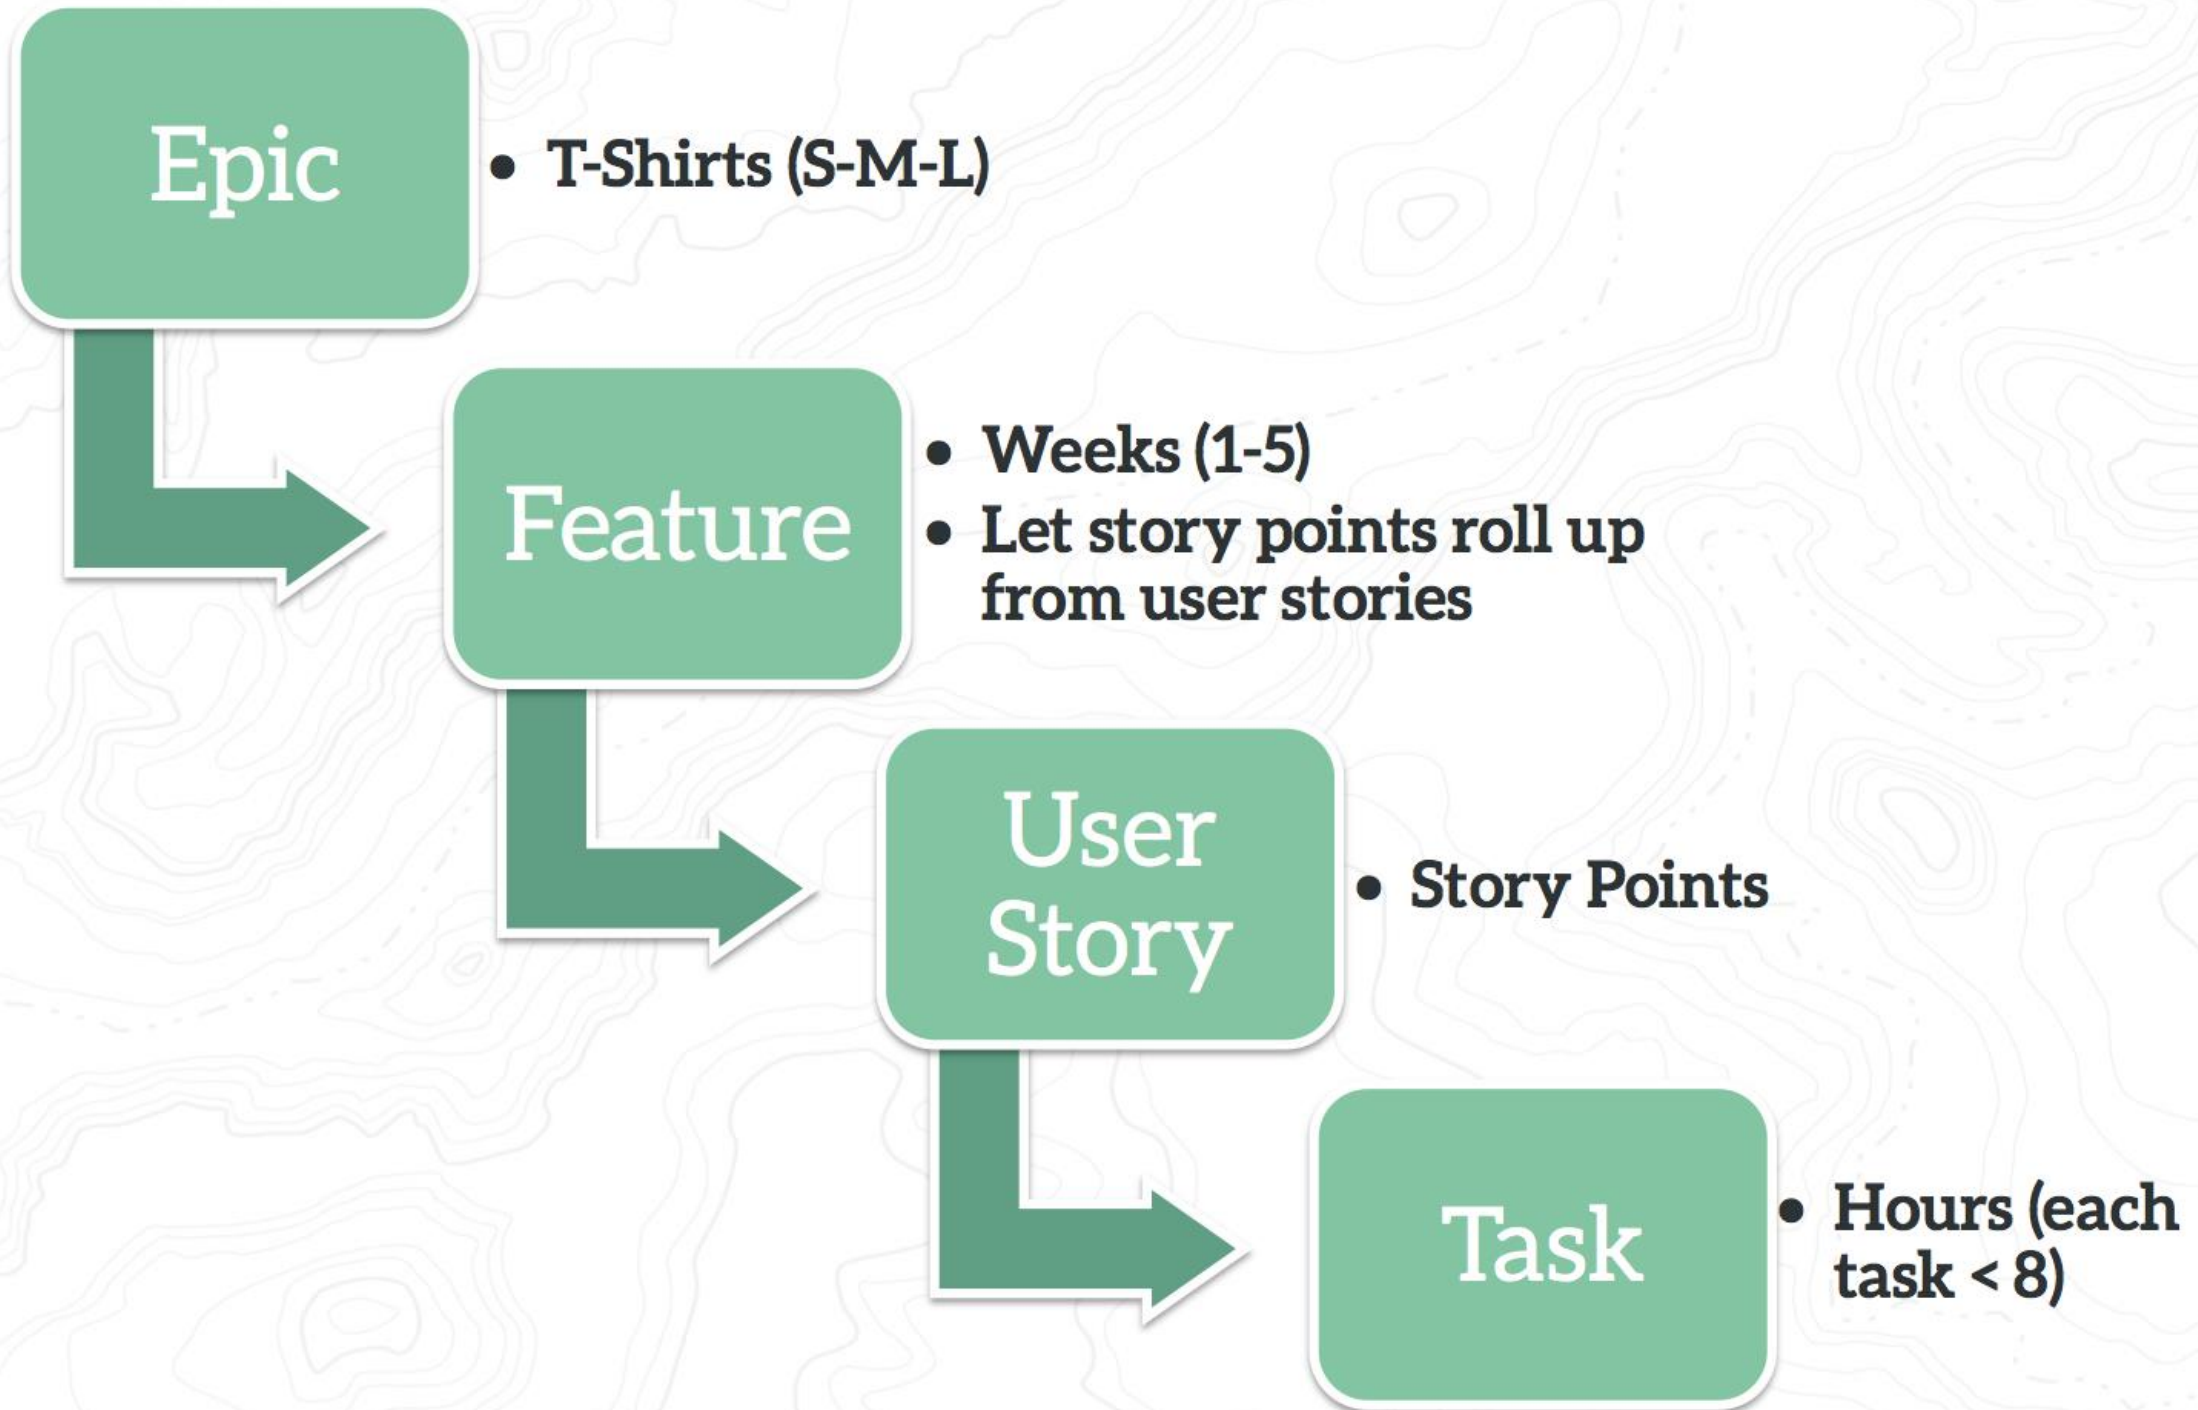 Epic
• T-Shirts (S-M-L)
Feature
• Weeks (1-5)
• Let story points roll up
from user stories
User
Story
• Story Points
Task
• Hours (each
task < 8)